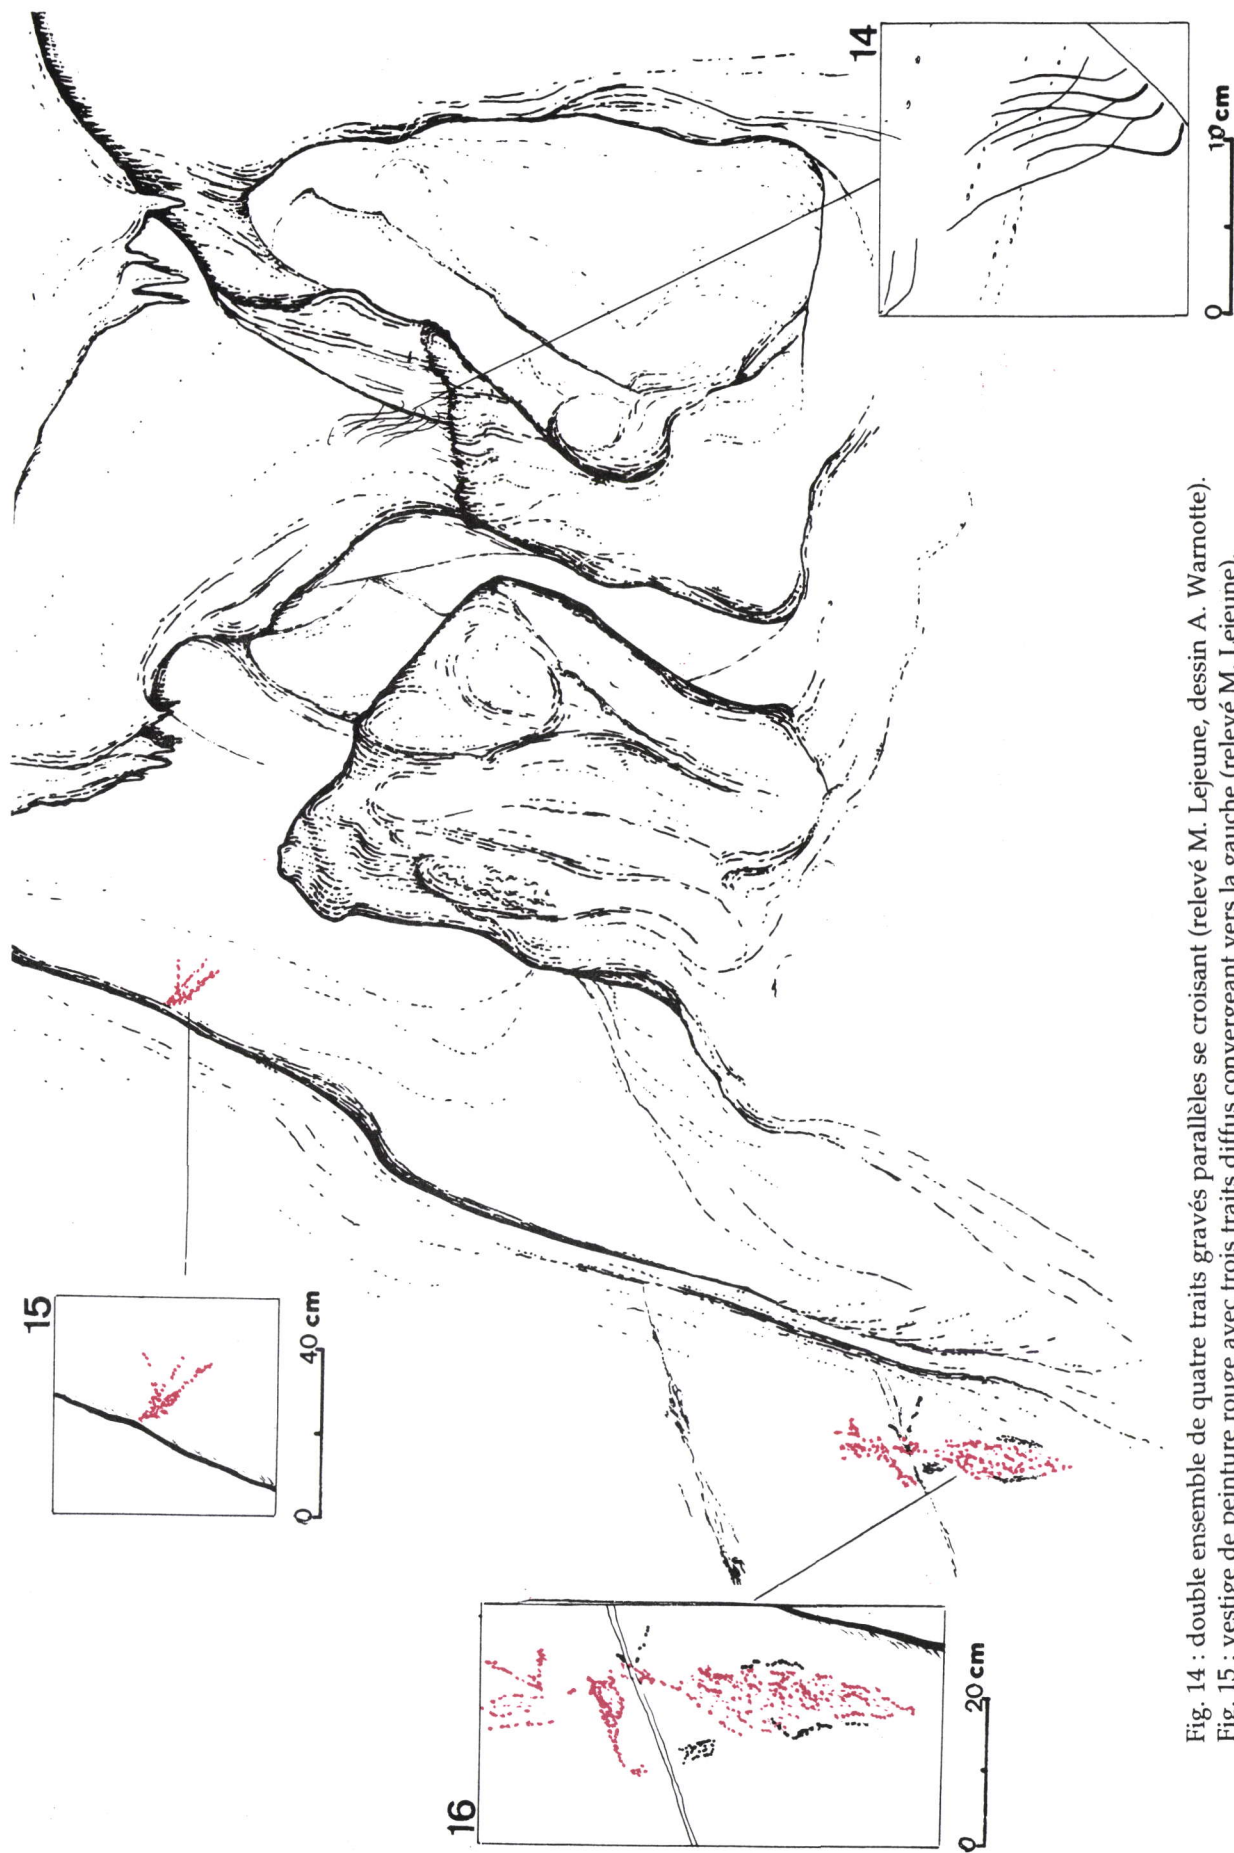 15
0 40 cm
16
0 20 cm
14
0 10 cm
Fig. 14 : double ensemble de quatre traits gravés parallèles se croisant (relevé M. Lejeune, dessin A. Warnotte).
Fig. 15 : vestige de peinture rouge avec trois traits diffus convergeant vers la gauche (relevé M. Lejeune).